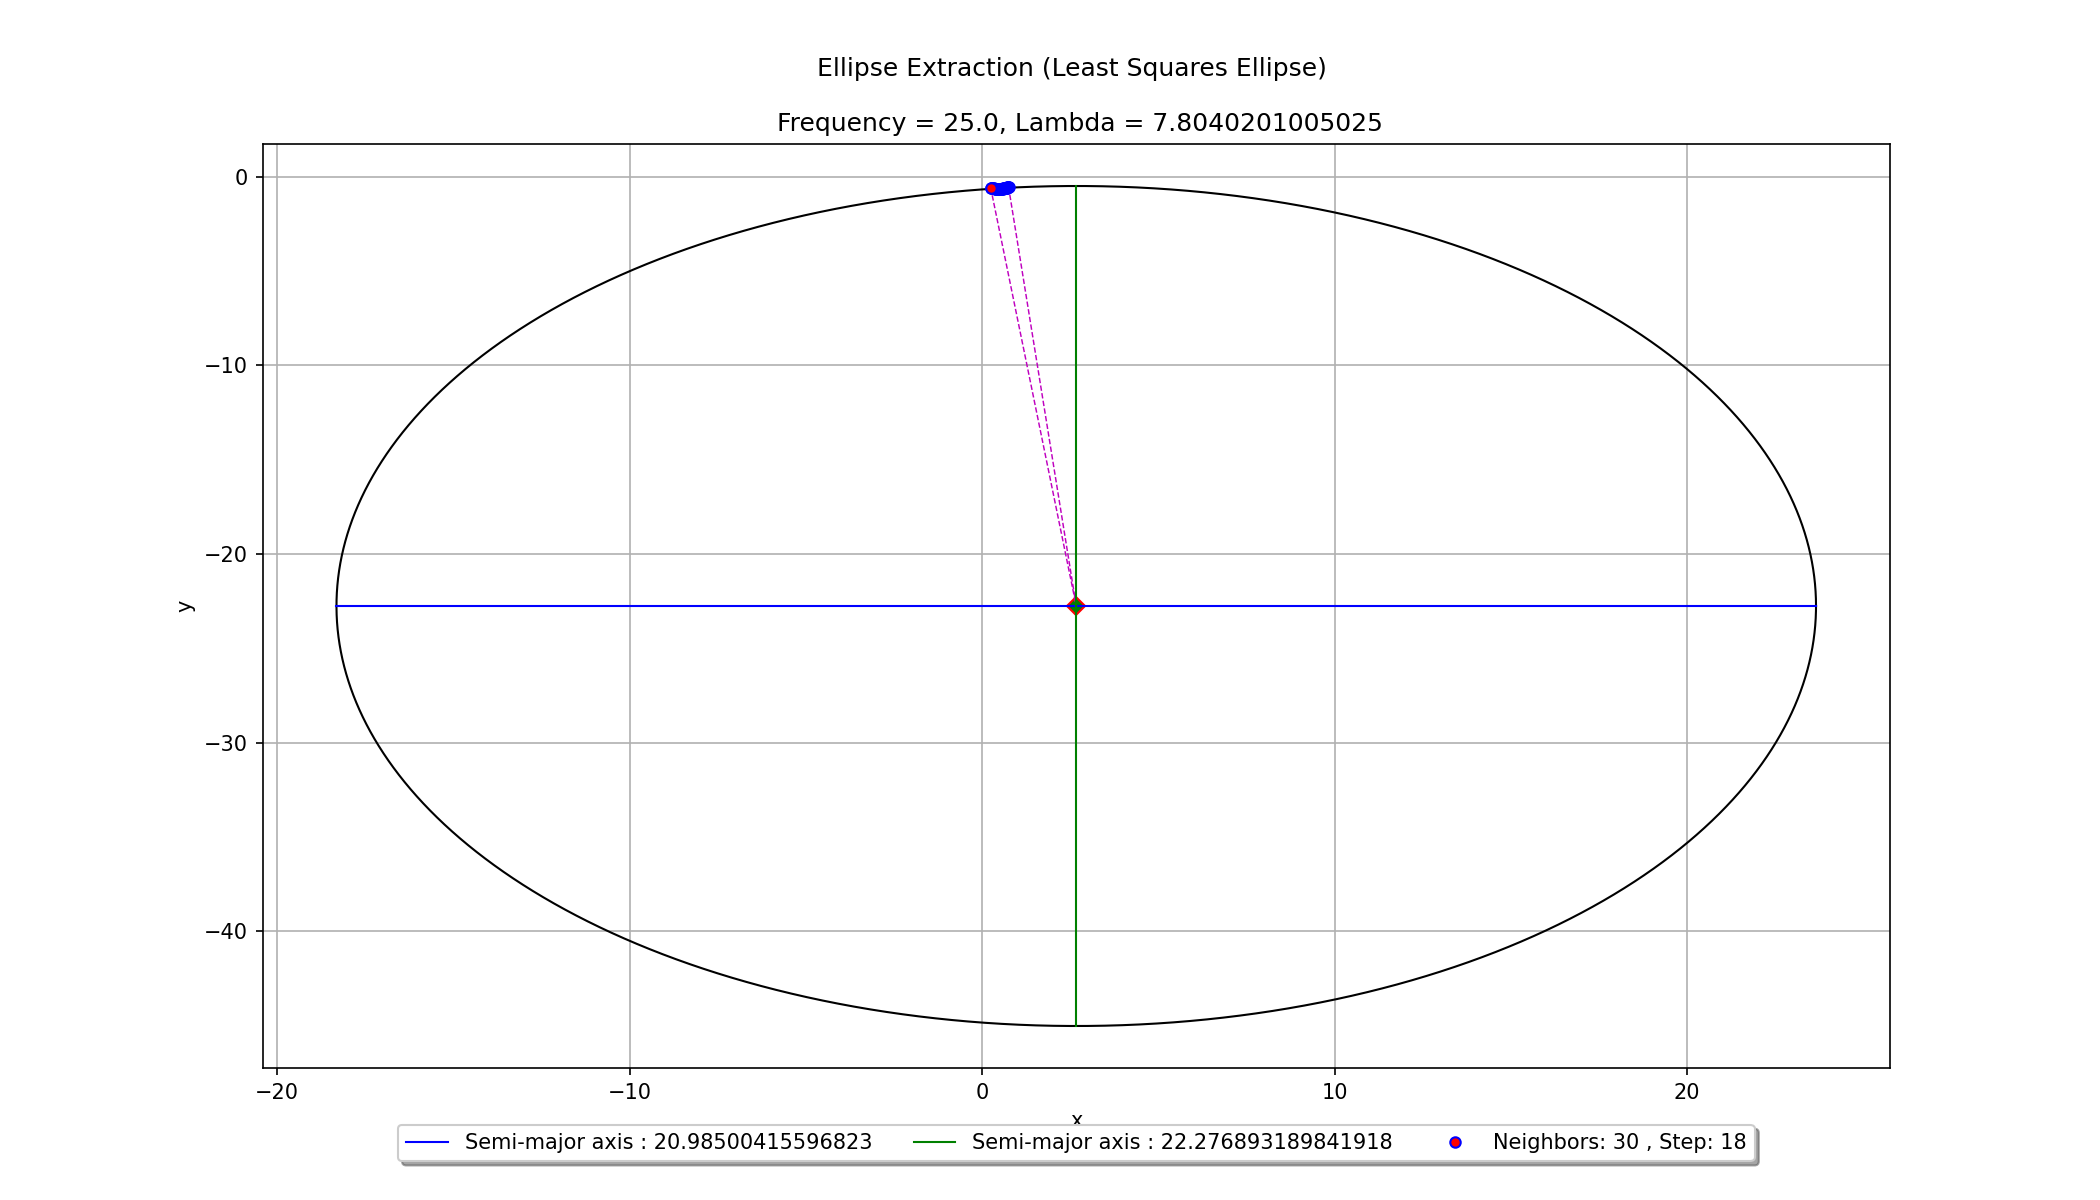 Ellipse Extraction (Least Squares Ellipse)
Frequency = 25.0, Lambda = 7.8040201005025
0
−10
−20
−30
−40
y
−20
−10
0
10
20
x
Semi-major axis : 20.98500415596823
Semi-major axis : 22.276893189841918
Neighbors: 30 , Step: 18